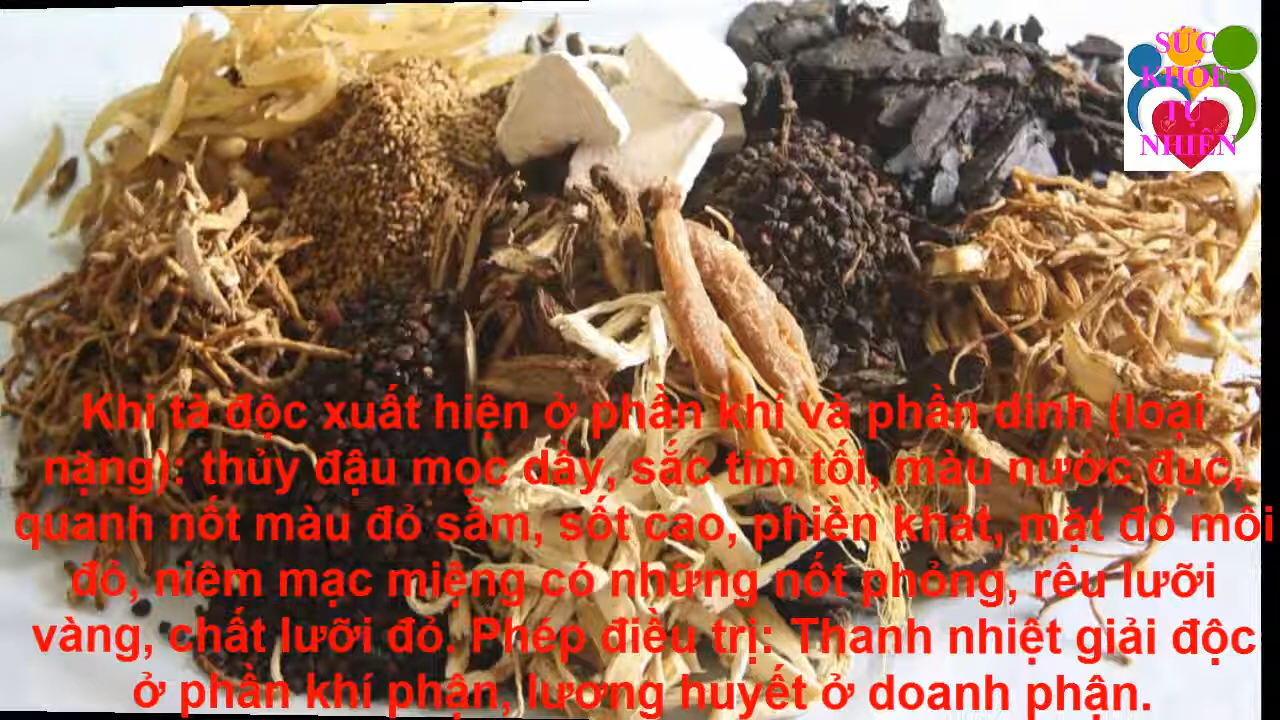 SỨC
KHỎE
TỰ
NHIÊN
Khi tà độc xuất hiện ở phần khí và phần dinh (loại
nặng): thủy đậu mọc dầy, sắc tím tối, màu nước đục,
quanh nốt màu đỏ sẫm, sốt cao, phiền khát, mặt đỏ môi
đỏ, niêm mạc miệng có những nốt phỏng, rêu lưỡi
vàng, chất lưỡi đỏ. Phép điều trị: Thanh nhiệt giải độc
ở phần khí phận, lương huyết ở doanh phận.